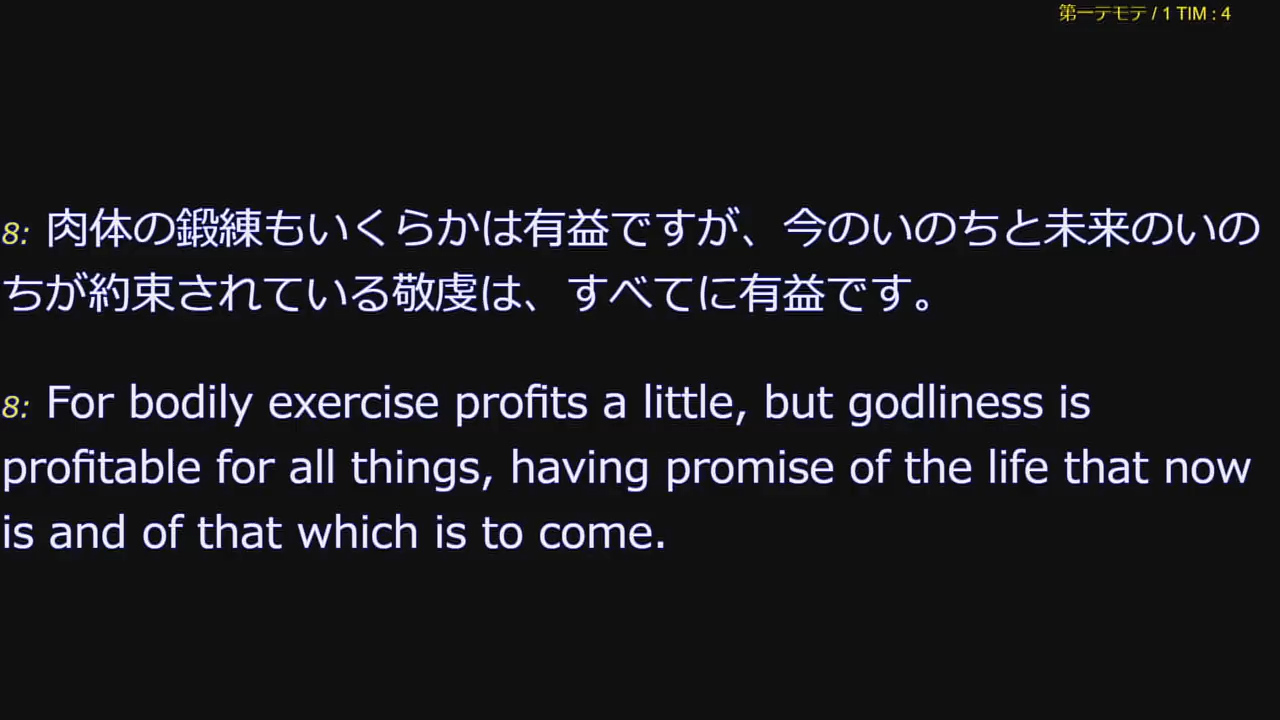 第一テモテ / 1 TIM : 4
8: 肉体の鍛練もいくらかは有益ですが、今のいのちと未来のいの
ちが約束されている敬虔は、すべてに有益です。
8: For bodily exercise profits a little, but godliness is
profitable for all things, having promise of the life that now
is and of that which is to come.